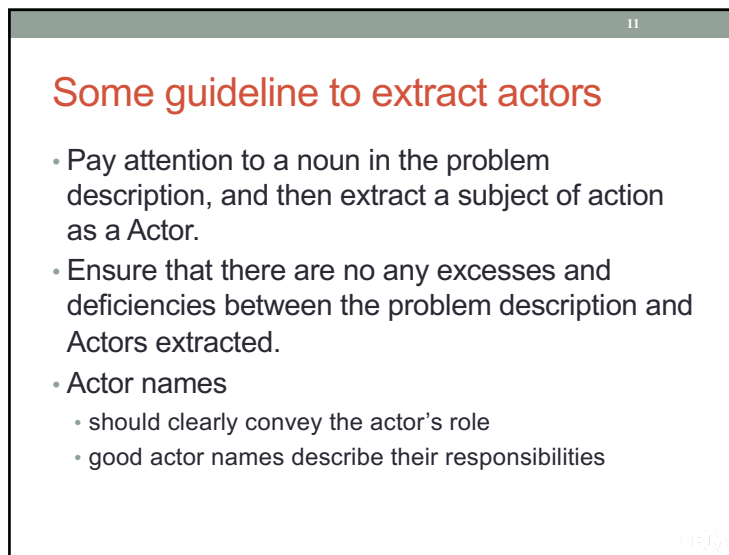 11
Some guideline to extract actors
• Pay attention to a noun in the problem
description, and then extract a subject of action
as a Actor.
• Ensure that there are no any excesses and
deficiencies between the problem description and
Actors extracted.
• Actor names
• should clearly convey the actor's role
• good actor names describe their responsibilities